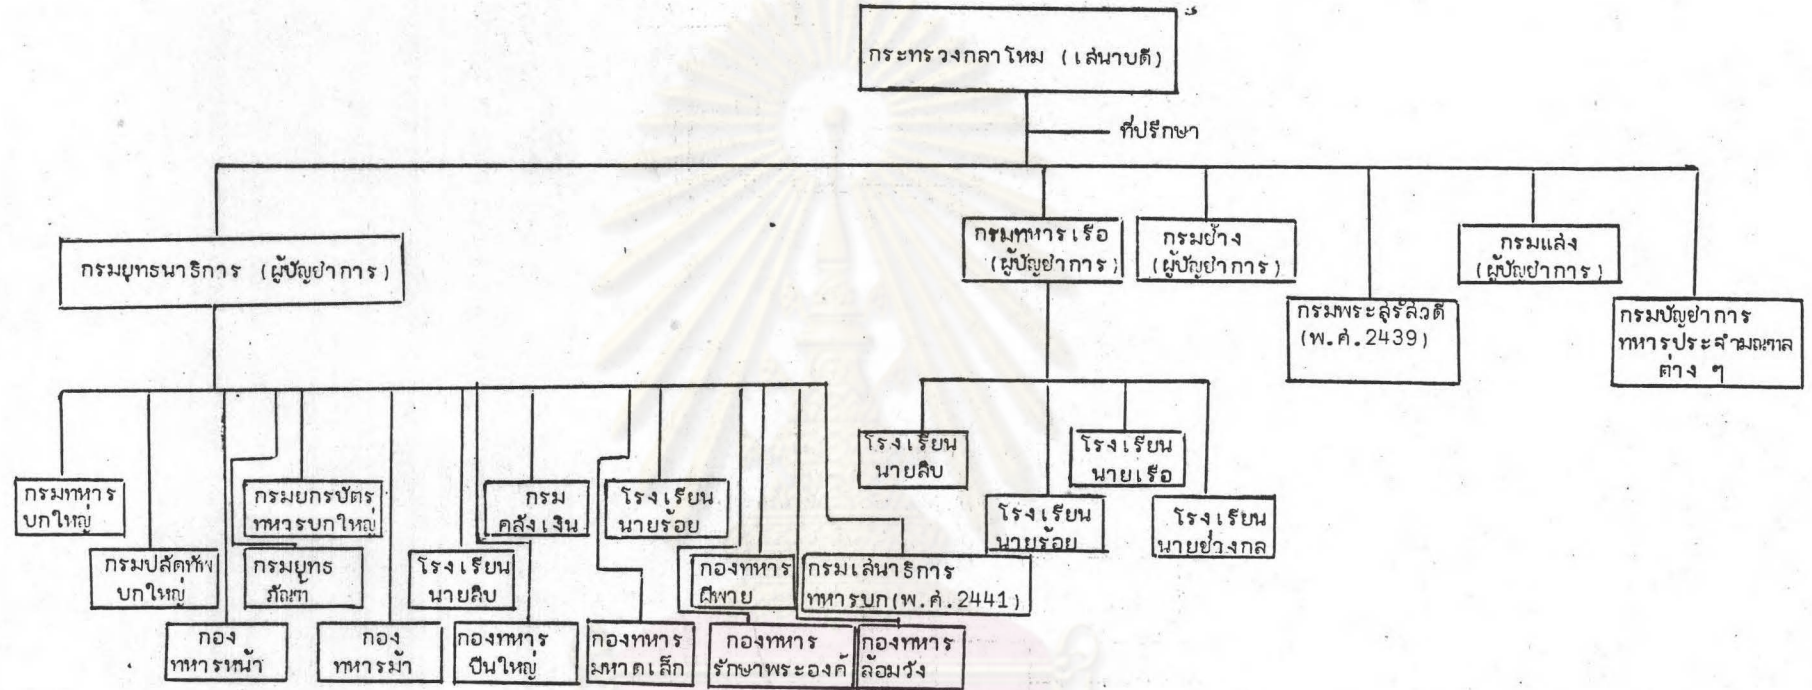 กระทรวงกลาโหม (เสนาบดี)
ที่ปรึกษา
กรมยุทธนาธิการ (ผู้บัญชาการ)
กรมทหารเรือ
(ผู้บัญชาการ)
กรมช่าง
(ผู้บัญชาการ)
กรมพระสุรัสวดี
(พ.ศ.2439)
กรมแสง
(ผู้บัญชาการ)
กรมบัญชาการ
ทหารประจำมณฑล
ต่าง ๆ
กรมทหาร
บกใหญ่
กรมปลัดทัพ
บกใหญ่
กอง
ทหารหน้า
กรมยกรบัตร
ทหารบกใหญ่
กรมยุทธ
ภัณฑ์
กอง
ทหารม้า
โรงเรียน
นายสิบ
กองทหาร
ปืนใหญ่
กรม
คลังเงิน
กองทหาร
มหาดเล็ก
โรงเรียน
นายร้อย
กองทหาร
รักษาพระองค์
กองทหาร
ฝีพาย
กองทหาร
ล้อมวัง
กรมเสนาธิการ
ทหารบก(พ.ศ.2441)
โรงเรียน
นายสิบ
โรงเรียน
นายร้อย
โรงเรียน
นายเรือ
โรงเรียน
นายช่างกล